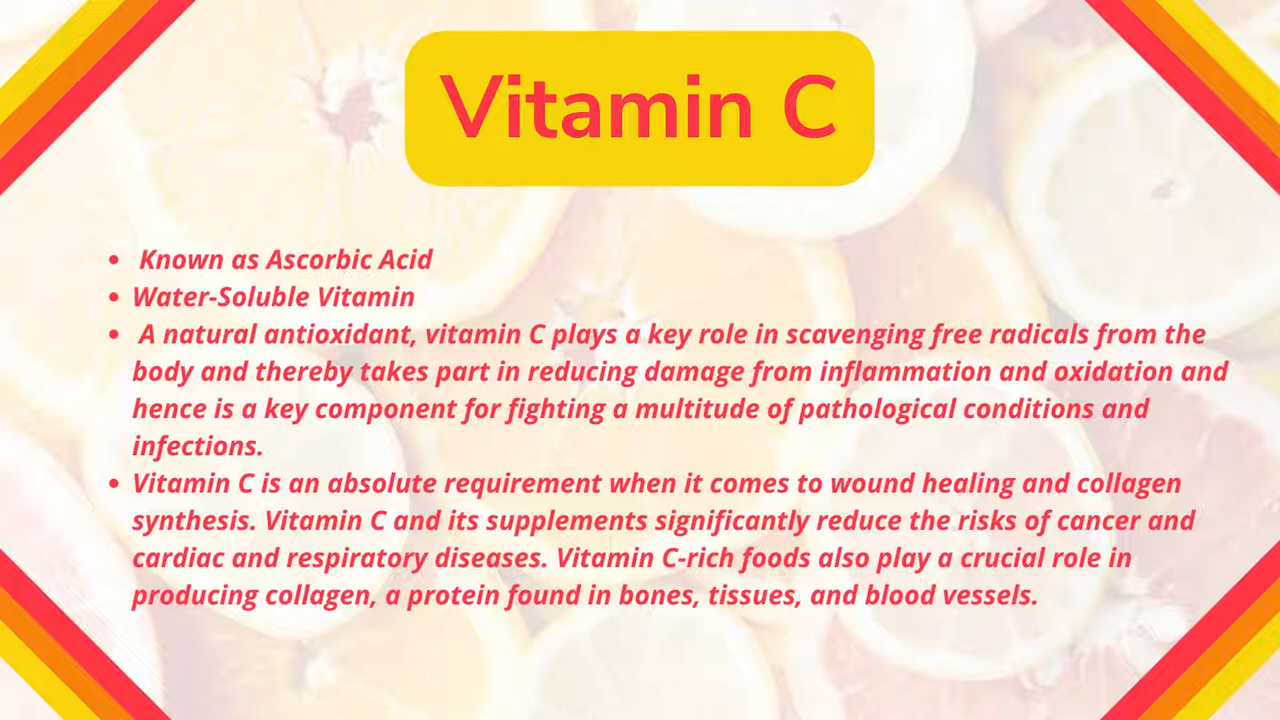 Vitamin C
• Known as Ascorbic Acid
• Water-Soluble Vitamin
• A natural antioxidant, vitamin C plays a key role in scavenging free radicals from the
body and thereby takes part in reducing damage from inflammation and oxidation and
hence is a key component for fighting a multitude of pathological conditions and
infections.
• Vitamin C is an absolute requirement when it comes to wound healing and collagen
synthesis. Vitamin C and its supplements significantly reduce the risks of cancer and
cardiac and respiratory diseases. Vitamin C-rich foods also play a crucial role in
producing collagen, a protein found in bones, tissues, and blood vessels.